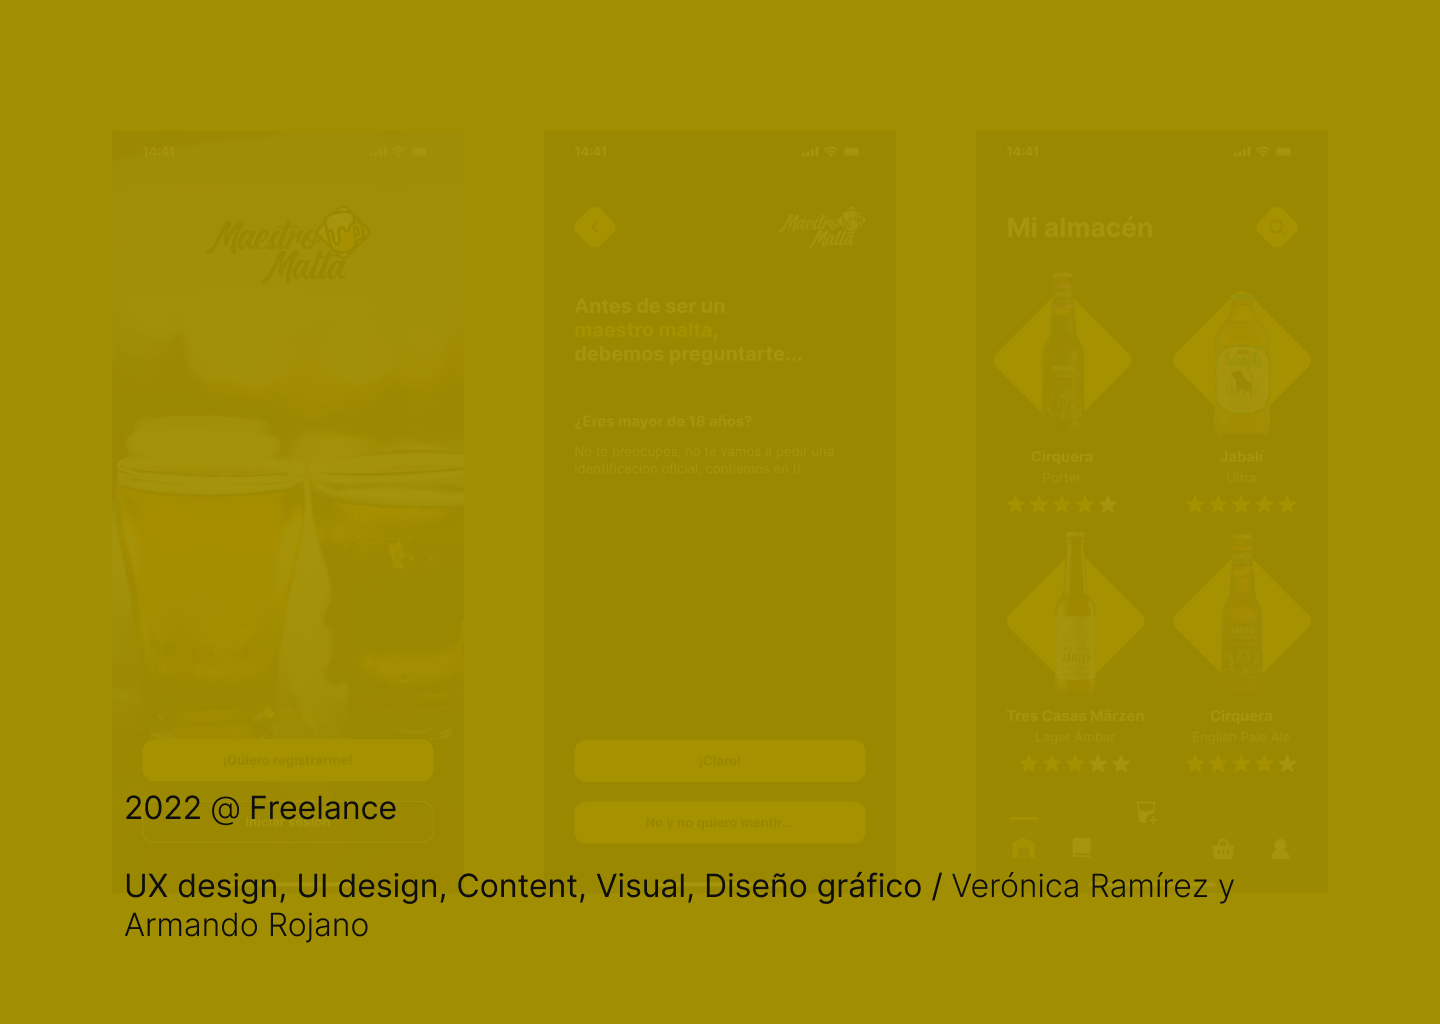 14:41
Maestro
Malta
¡Quiero registrarme!
Iniciar sesión
14:41
Maestro
Malta
Antes de ser un
maestro malta,
debemos preguntarte...
¿Eres mayor de 18 años?
No te preocupes, no te vamos a pedir una
identificación oficial, confiamos en ti.
¡Claro!
No y no quiero mentir...
14:41
Mi almacén
Cirquera
Porter
Jabalí
Ultra
Tres Casas Märzen
Lager Ámbar
Cirquera
English Pale Ale
2022 @ Freelance
UX design, UI design, Content, Visual, Diseño gráfico / Verónica Ramírez y
Armando Rojano